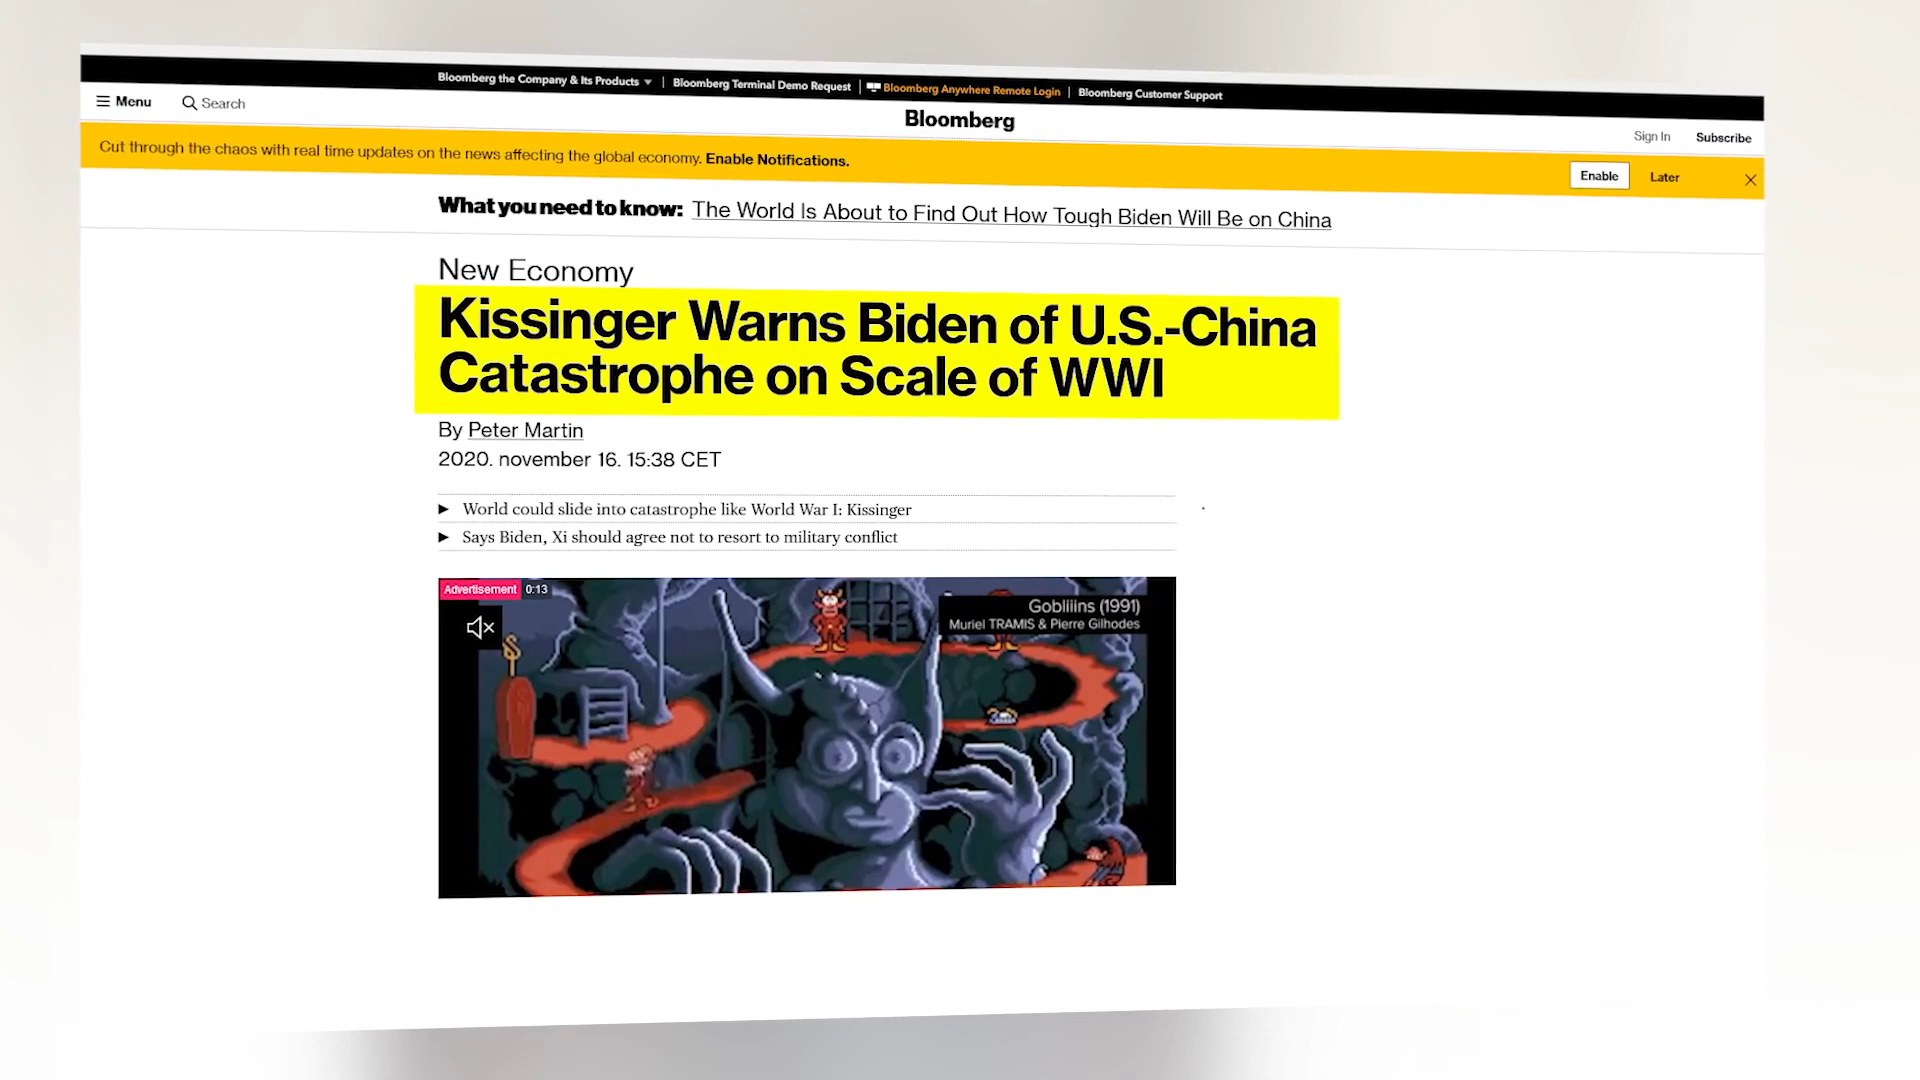 Bloomberg the Company & Its Products | Bloomberg Terminal Demo Request | Bloomberg Anywhere Remote Login | Bloomberg Customer Support
Menu Search
Bloomberg
Sign In Subscribe
Cut through the chaos with real time updates on the news affecting the global economy. Enable Notifications.
Enable Later
What you need to know: The World Is About to Find Out How Tough Biden Will Be on China
New Economy
Kissinger Warns Biden of U.S.-China
Catastrophe on Scale of WWI
By Peter Martin
2020. november 16. 15:38 CET
World could slide into catastrophe like World War I: Kissinger
Says Biden, Xi should agree not to resort to military conflict
Advertisement 0:13
Gobliiins (1991)
Muriel TRAMIS & Pierre Gilhodes